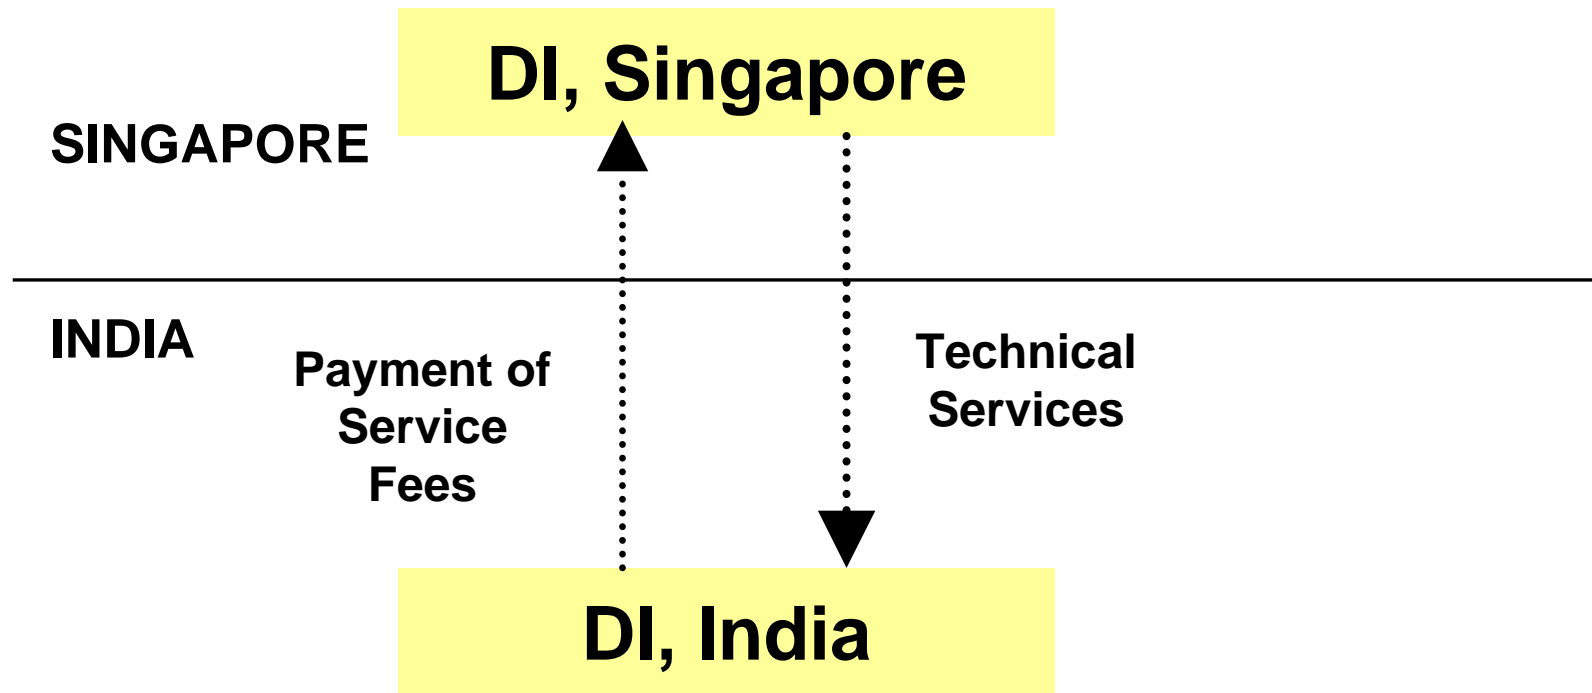 DI, Singapore
SINGAPORE
INDIA
Payment of
Service
Fees
Technical
Services
DI, India